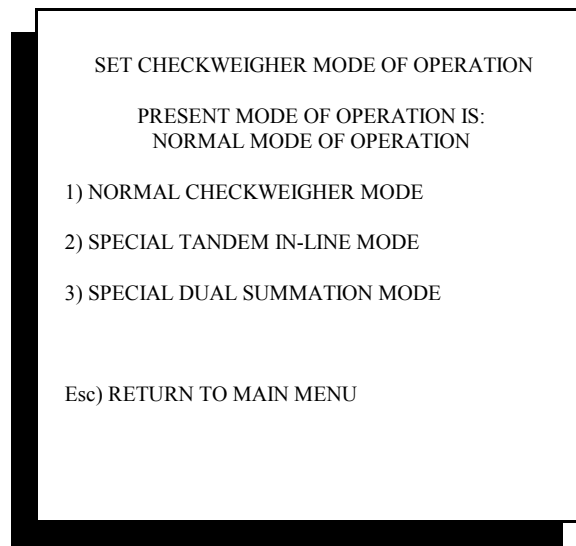 SET CHECKWEIGHER MODE OF OPERATION
PRESENT MODE OF OPERATION IS:
NORMAL MODE OF OPERATION
1) NORMAL CHECKWEIGHER MODE
2) SPECIAL TANDEM IN-LINE MODE
3) SPECIAL DUAL SUMMATION MODE
Esc) RETURN TO MAIN MENU